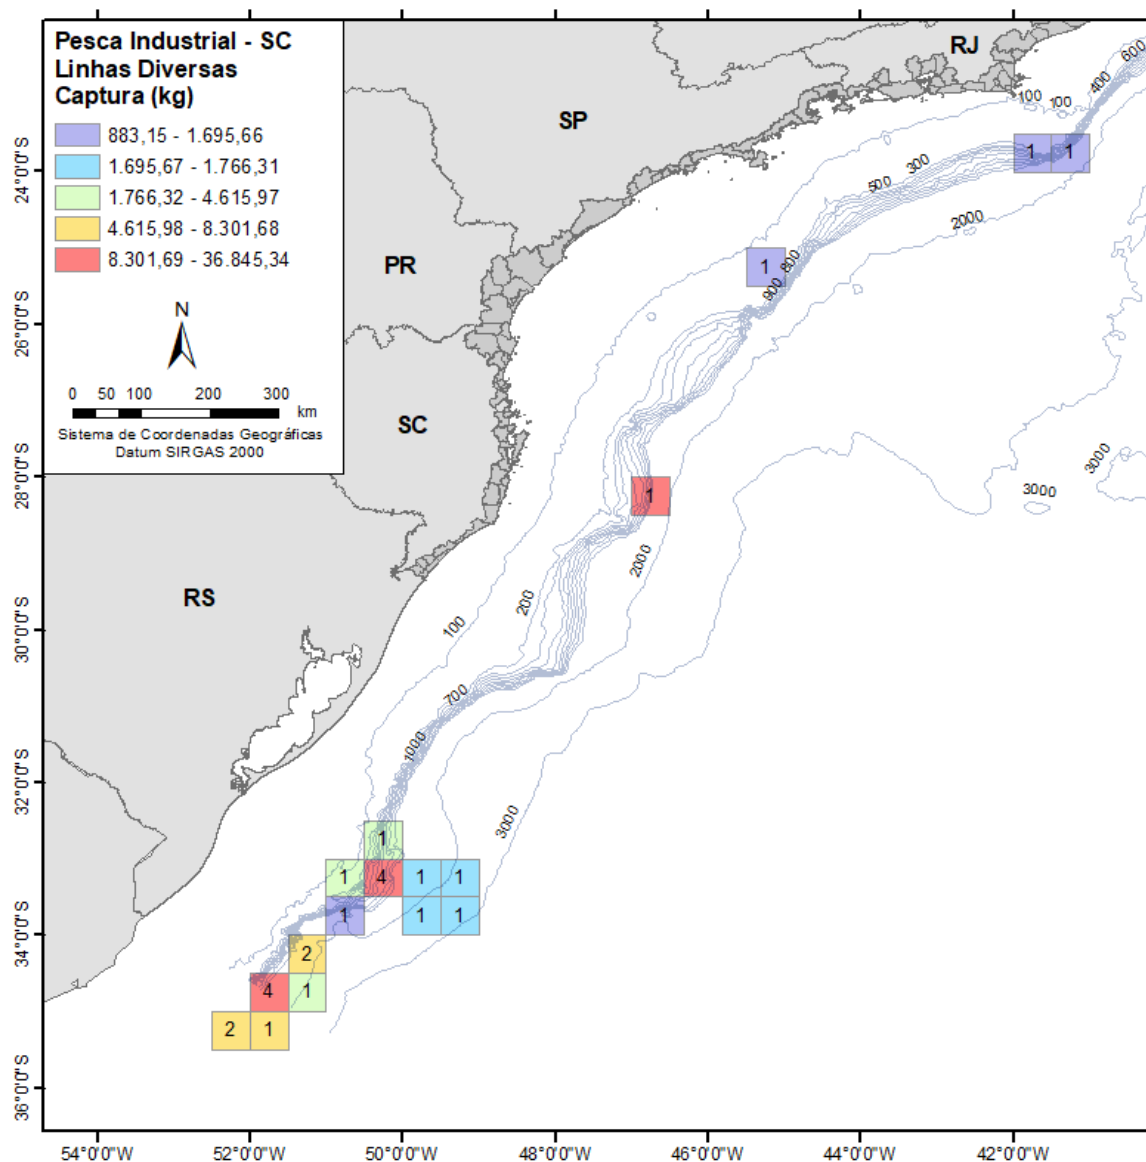 Pesca Industrial - SC
Linhas Diversas
Captura (kg)
883,15 - 1.695,66
1.695,67 - 1.766,31
1.766,32 - 4.615,97
4.615,98 - 8.301,68
8.301,69 - 36.845,34
N
0 50 100 200 300
km
Sistema de Coordenadas Geográficas
Datum SIRGAS 2000
RJ
SP
PR
SC
RS
600
400
100
100
300
500
2000
800
900
3000
3000
2000
200
100
700
1000
3000
1 1
1
1
1
1 4 1 1
1 1 1
2
4 1
2 1
24°0'0"S
26°0'0"S
28°0'0"S
30°0'0"S
32°0'0"S
34°0'0"S
36°0'0"S
54°0'0"W 52°0'0"W 50°0'0"W 48°0'0"W 46°0'0"W 44°0'0"W 42°0'0"W